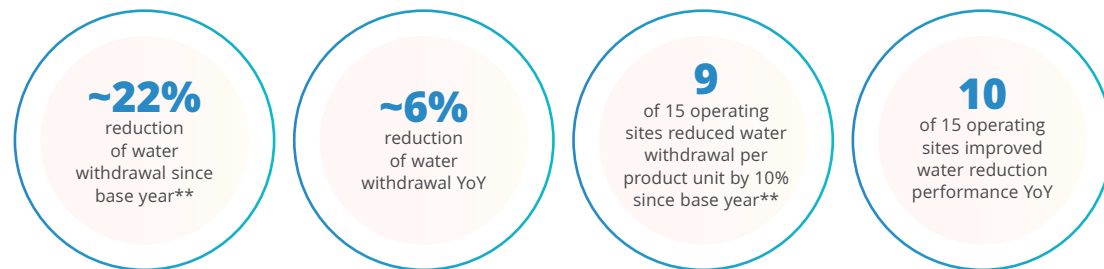 ~22%
reduction
of water
withdrawal since
base year**
~6%
reduction
of water
withdrawal YoY
9
of 15 operating
sites reduced water
withdrawal per
product unit by 10%
since base year**
10
of 15 operating
sites improved
water reduction
performance YoY